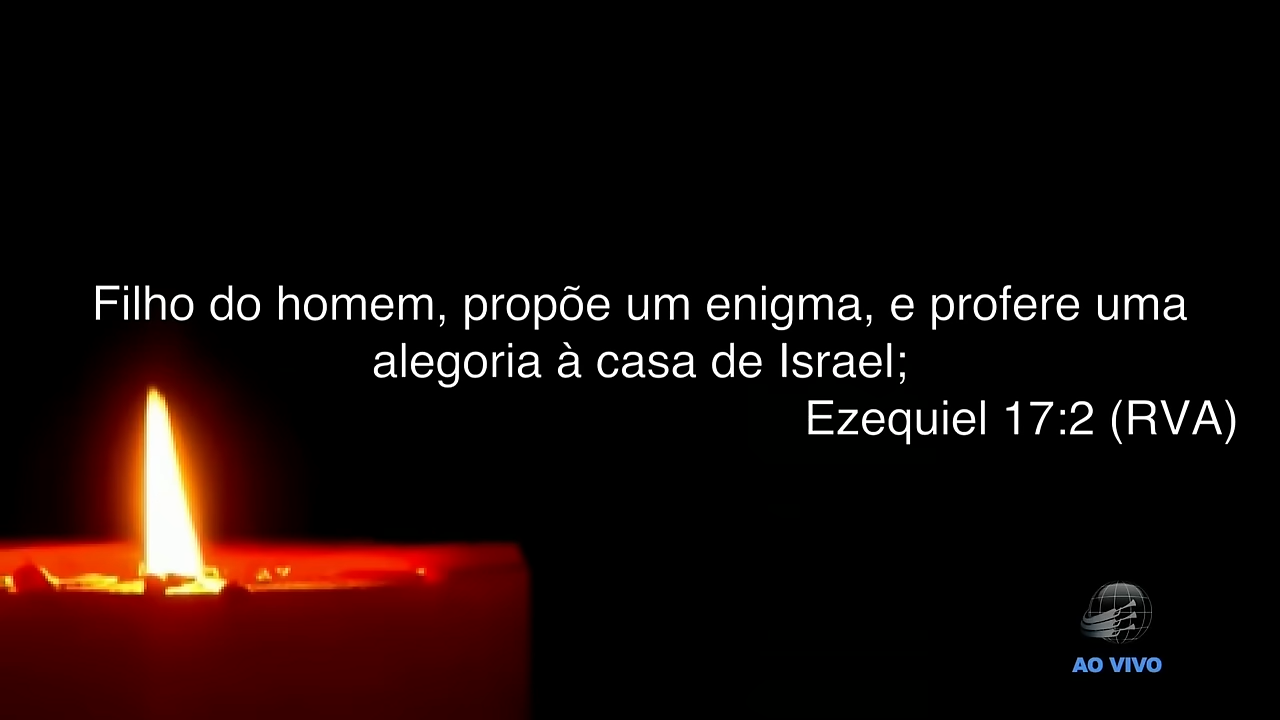 Filho do homem, propõe um enigma, e profere uma
alegoria à casa de Israel;
Ezequiel 17:2 (RVA)
AO VIVO